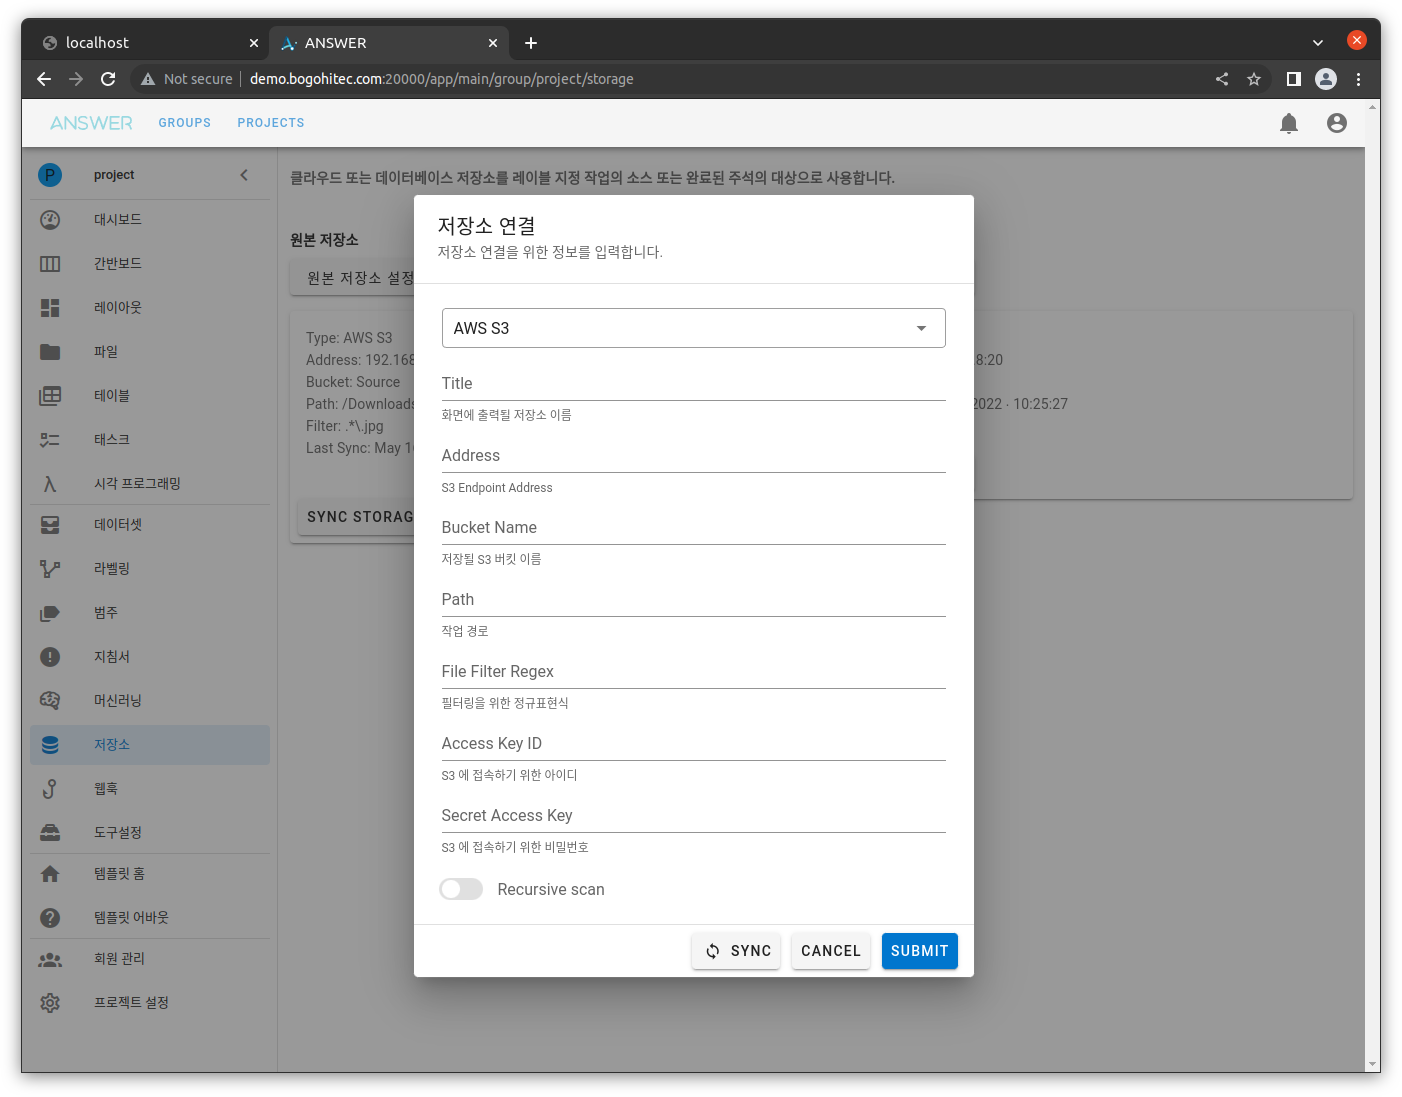 localhost
ANSWER
Not secure
demo.bogohitec.com:20000/app/main/group/project/storage
ANSWER GROUPS PROJECTS
P project
대시보드
간반보드
레이아웃
파일
테이블
태스크
시각 프로그래밍
데이터셋
라벨링
범주
지침서
머신러닝
저장소
웹훅
도구설정
템플릿 홈
템플릿 어바웃
회원 관리
프로젝트 설정
클라우드 또는 데이터베이스 저장소를 레이블 지정 작업의 소스 또는 완료된 주석의 대상으로 사용합니다.
원본 저장소
원본 저장소 설정
Type: AWS S3
Address: 192.168
Bucket: Source
Path: /Downloads
Filter: .*\.jpg
Last Sync: May 1
SYNC STORAG
8:20
2022 · 10:25:27
저장소 연결
저장소 연결을 위한 정보를 입력합니다.
AWS S3
Title
화면에 출력될 저장소 이름
Address
S3 Endpoint Address
Bucket Name
저장될 S3 버킷 이름
Path
작업 경로
File Filter Regex
필터링을 위한 정규표현식
Access Key ID
S3 에 접속하기 위한 아이디
Secret Access Key
S3 에 접속하기 위한 비밀번호
Recursive scan
SYNC CANCEL SUBMIT